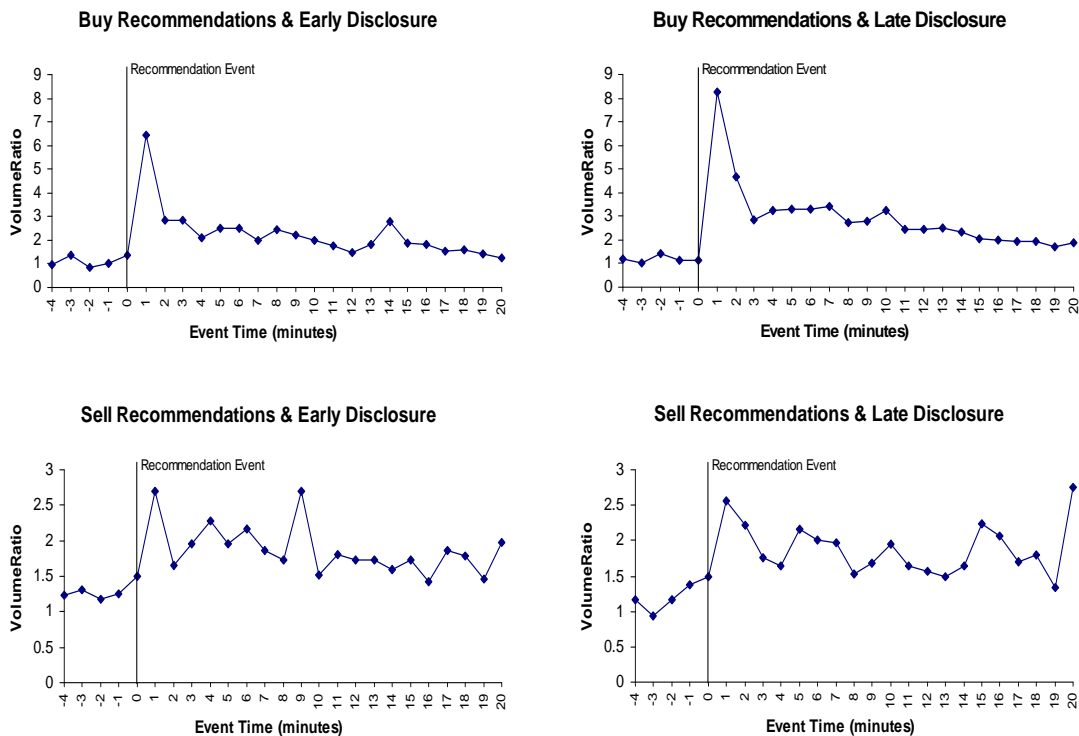 Buy Recommendations & Early Disclosure
Recommendation Event
9
8
7
6
5
4
3
2
1
0
VolumeRatio
-4 -3 -2 -1 0 1 2 3 4 5 6 7 8 9 10 11 12 13 14 15 16 17 18 19 20
Event Time (minutes)
Buy Recommendations & Late Disclosure
Recommendation Event
9
8
7
6
5
4
3
2
1
0
VolumeRatio
-4 -3 -2 -1 0 1 2 3 4 5 6 7 8 9 10 11 12 13 14 15 16 17 18 19 20
Event Time (minutes)
Sell Recommendations & Early Disclosure
Recommendation Event
3
2.5
2
1.5
1
0.5
0
VolumeRatio
-4 -3 -2 -1 0 1 2 3 4 5 6 7 8 9 10 11 12 13 14 15 16 17 18 19 20
Event Time (minutes)
Sell Recommendations & Late Disclosure
Recommendation Event
3
2.5
2
1.5
1
0.5
0
VolumeRatio
-4 -3 -2 -1 0 1 2 3 4 5 6 7 8 9 10 11 12 13 14 15 16 17 18 19 20
Event Time (minutes)